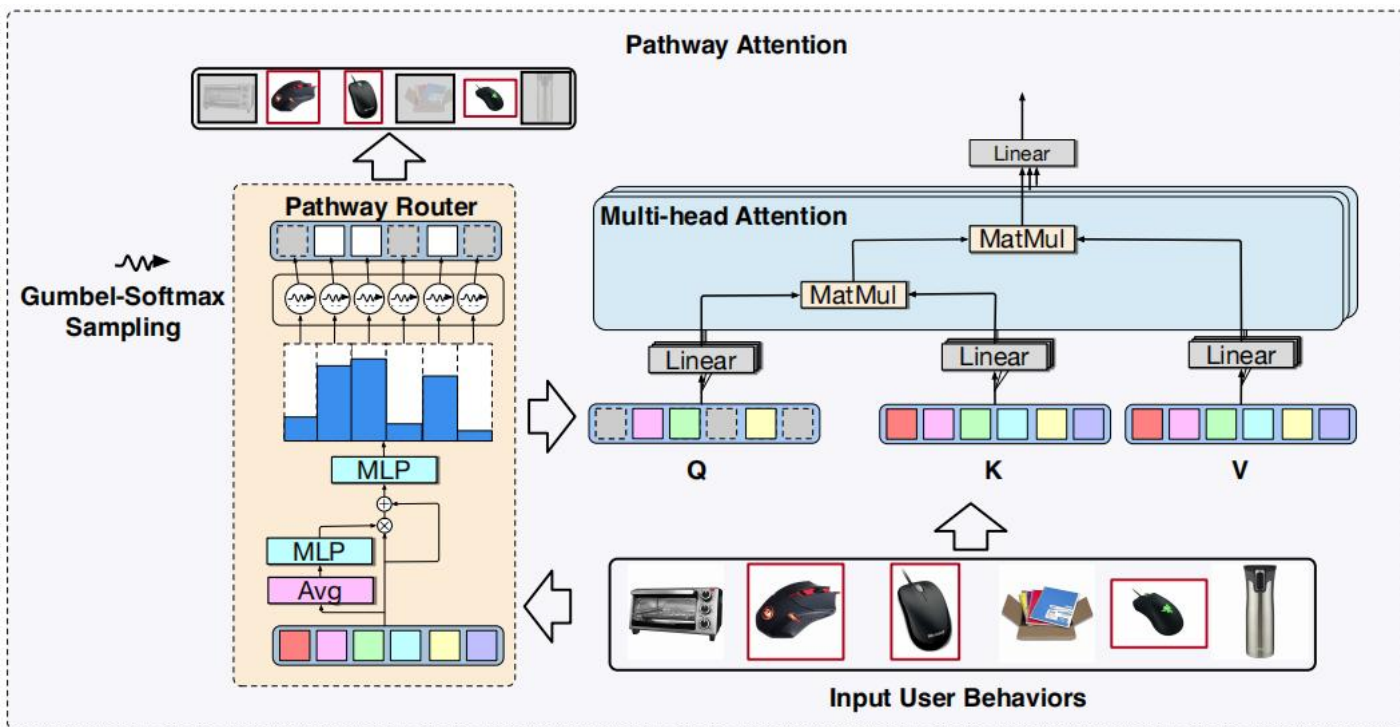 Pathway Attention
Linear
Pathway Router
Multi-head Attention
MatMul
Gumbel-Softmax
Sampling
MatMul
Linear
Linear
Linear
MLP
Q
K
V
MLP
Avg
Input User Behaviors